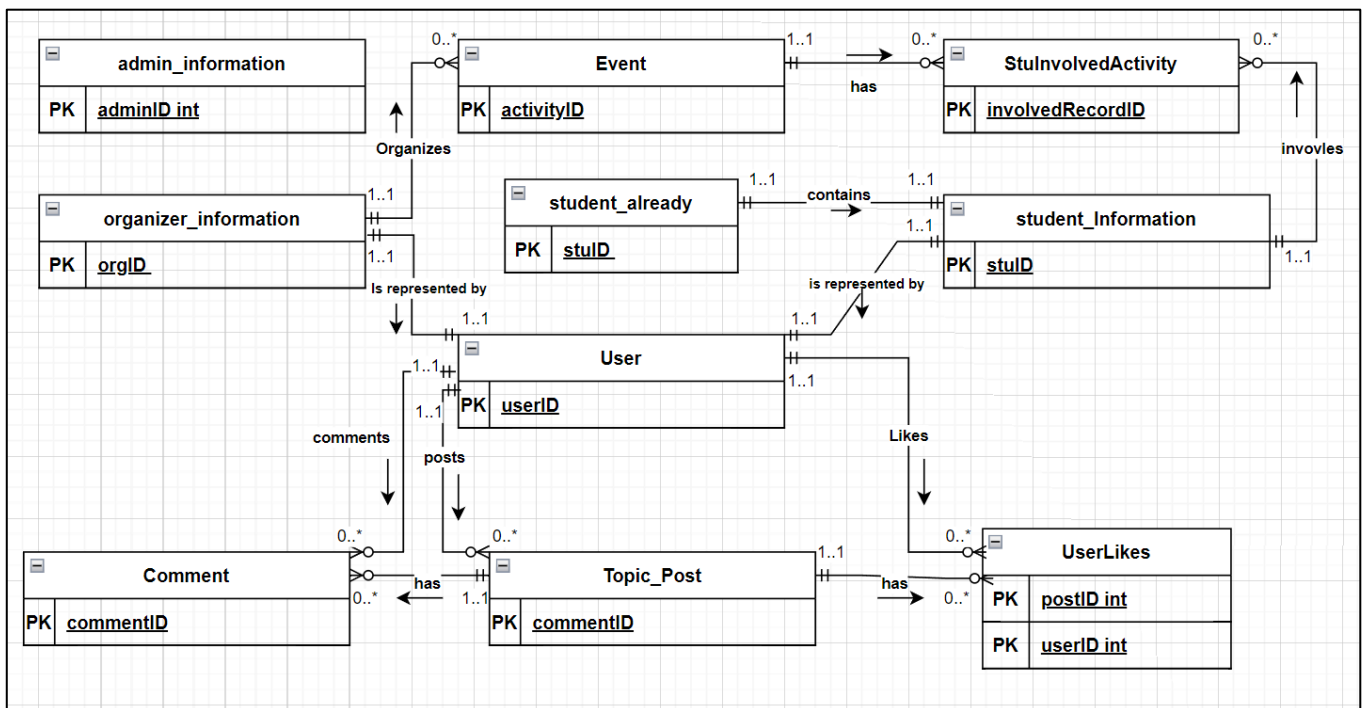 admin_information
PK adminID int
0..*
Event
PK activityID
1..1
has
0..*
StuInvolvedActivity
PK involvedRecordID
0..*
Organizes
invovles
1..1
organizer_information
PK orgID
1..1
student_already
PK stuID
1..1
contains
1..1
student_Information
PK stuID
1..1
1..1
Is represented by
is represented by
1..1
1..1
User
PK userID
1..1
1..1
1..1
comments
posts
Likes
0..*
0..*
0..*
Comment
PK commentID
0..*
has
1..1
Topic_Post
PK commentID
1..1
has
0..*
UserLikes
PK postID int
PK userID int